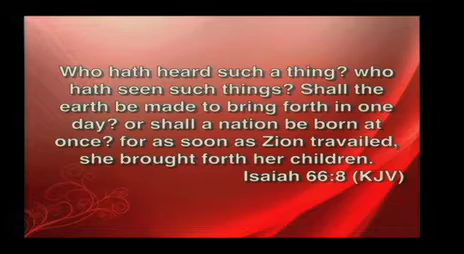 Who hath heard such a thing? who
hath seen such things? Shall the
earth be made to bring forth in one
day? or shall a nation be born at
once? for as soon as Zion travailed,
she brought forth her children.
Isaiah 66:8 (KJV)